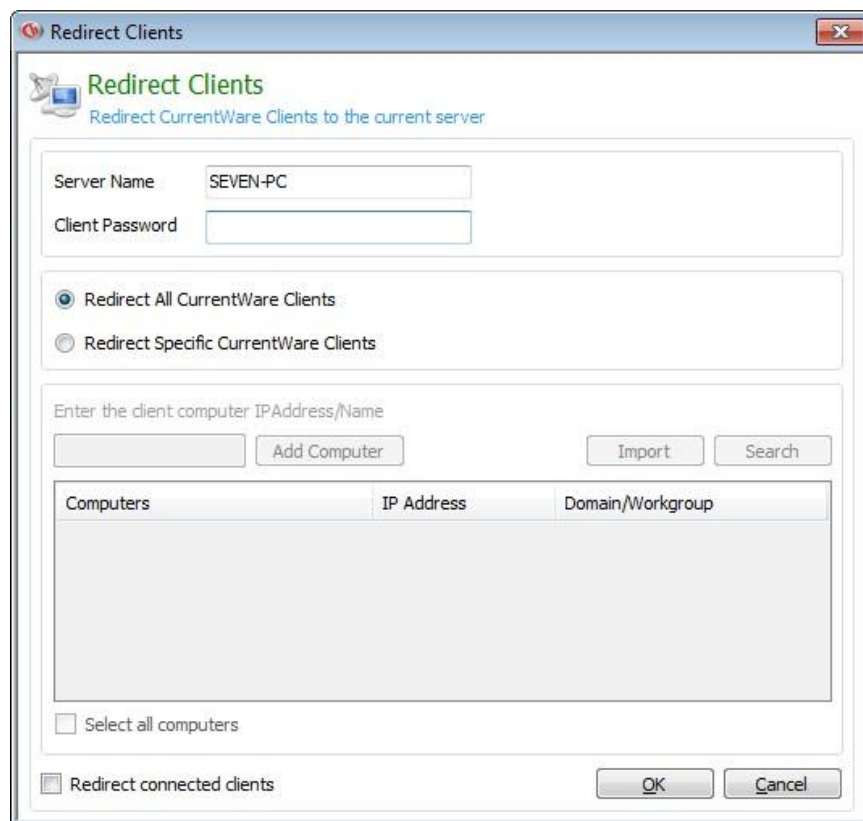 Redirect Clients
Redirect Clients
Redirect CurrentWare Clients to the current server
Server Name SEVEN-PC
Client Password
Redirect All CurrentWare Clients
Redirect Specific CurrentWare Clients
Enter the client computer IPAddress/Name
Add Computer Import Search
Computers IP Address Domain/Workgroup
Select all computers
Redirect connected clients OK Cancel